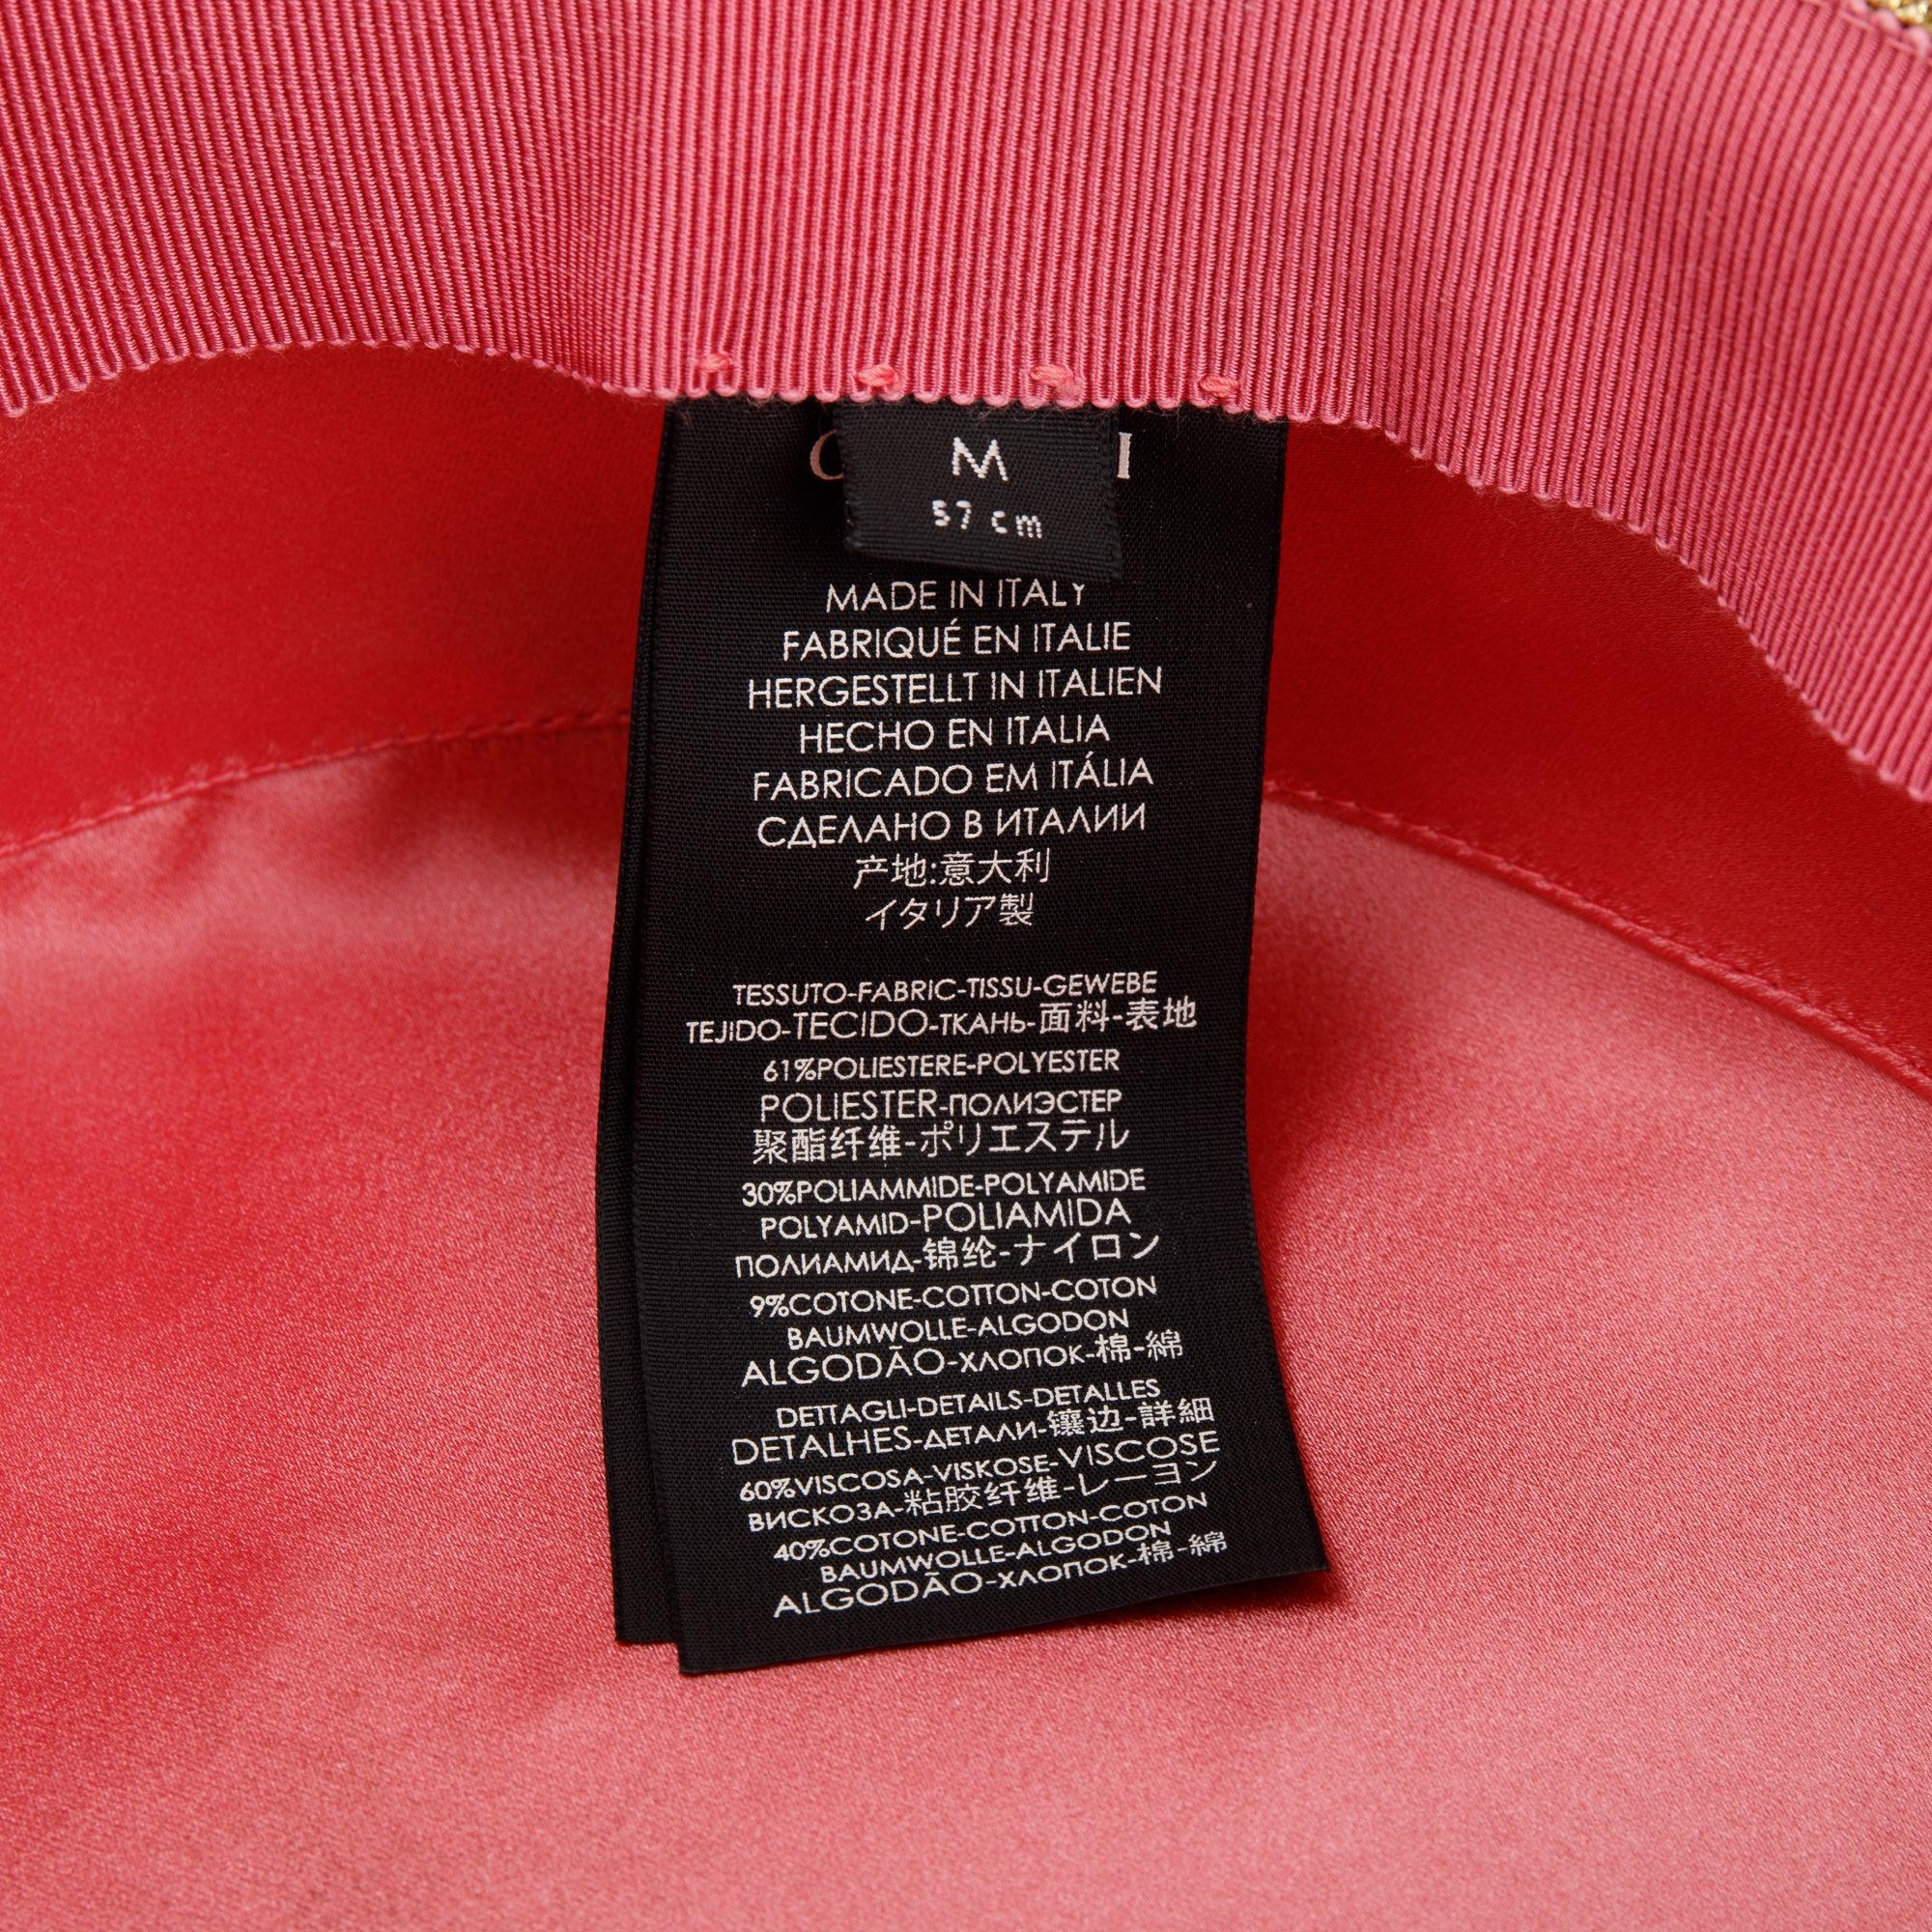 M
57 cm
MADE IN ITALY
FABRIQUÉ EN ITALIE
HERGESTELLT IN ITALIEN
HECHO EN ITALIA
FABRICADO EM ITÁLIA
СДЕЛАНО В ИТАЛИИ
产地:意大利
イタリア製
TESSUTO-FABRIC-TISSU-GEWEBE
TEJIDO-TECIDO-ТКАНЬ-面料-表地
61%POLIESTERE-POLYESTER
POLIESTER-ПОЛИЭСТЕР
聚酯纤维-ポリエステル
30%POLIAMMIDE-POLYAMIDE
POLYAMID-POLIAMIDA
ПОЛИАМИД-锦纶-ナイロン
9%COTONE-COTTON-COTON
BAUMWOLLE-ALGODON
ALGODÃO-ХЛОПОК-棉-綿
DETTAGLI-DETAILS-DETALLES
DETALHES-ДЕТАЛИ-镶边-詳細
60%VISCOSA-VISKOSE-VISCOSE
ВИСКОЗА-粘胶纤维-レーヨン
40%COTONE-COTTON-COTON
BAUMWOLLE-ALGODON
ALGODÃO-ХЛОПОК-棉-綿